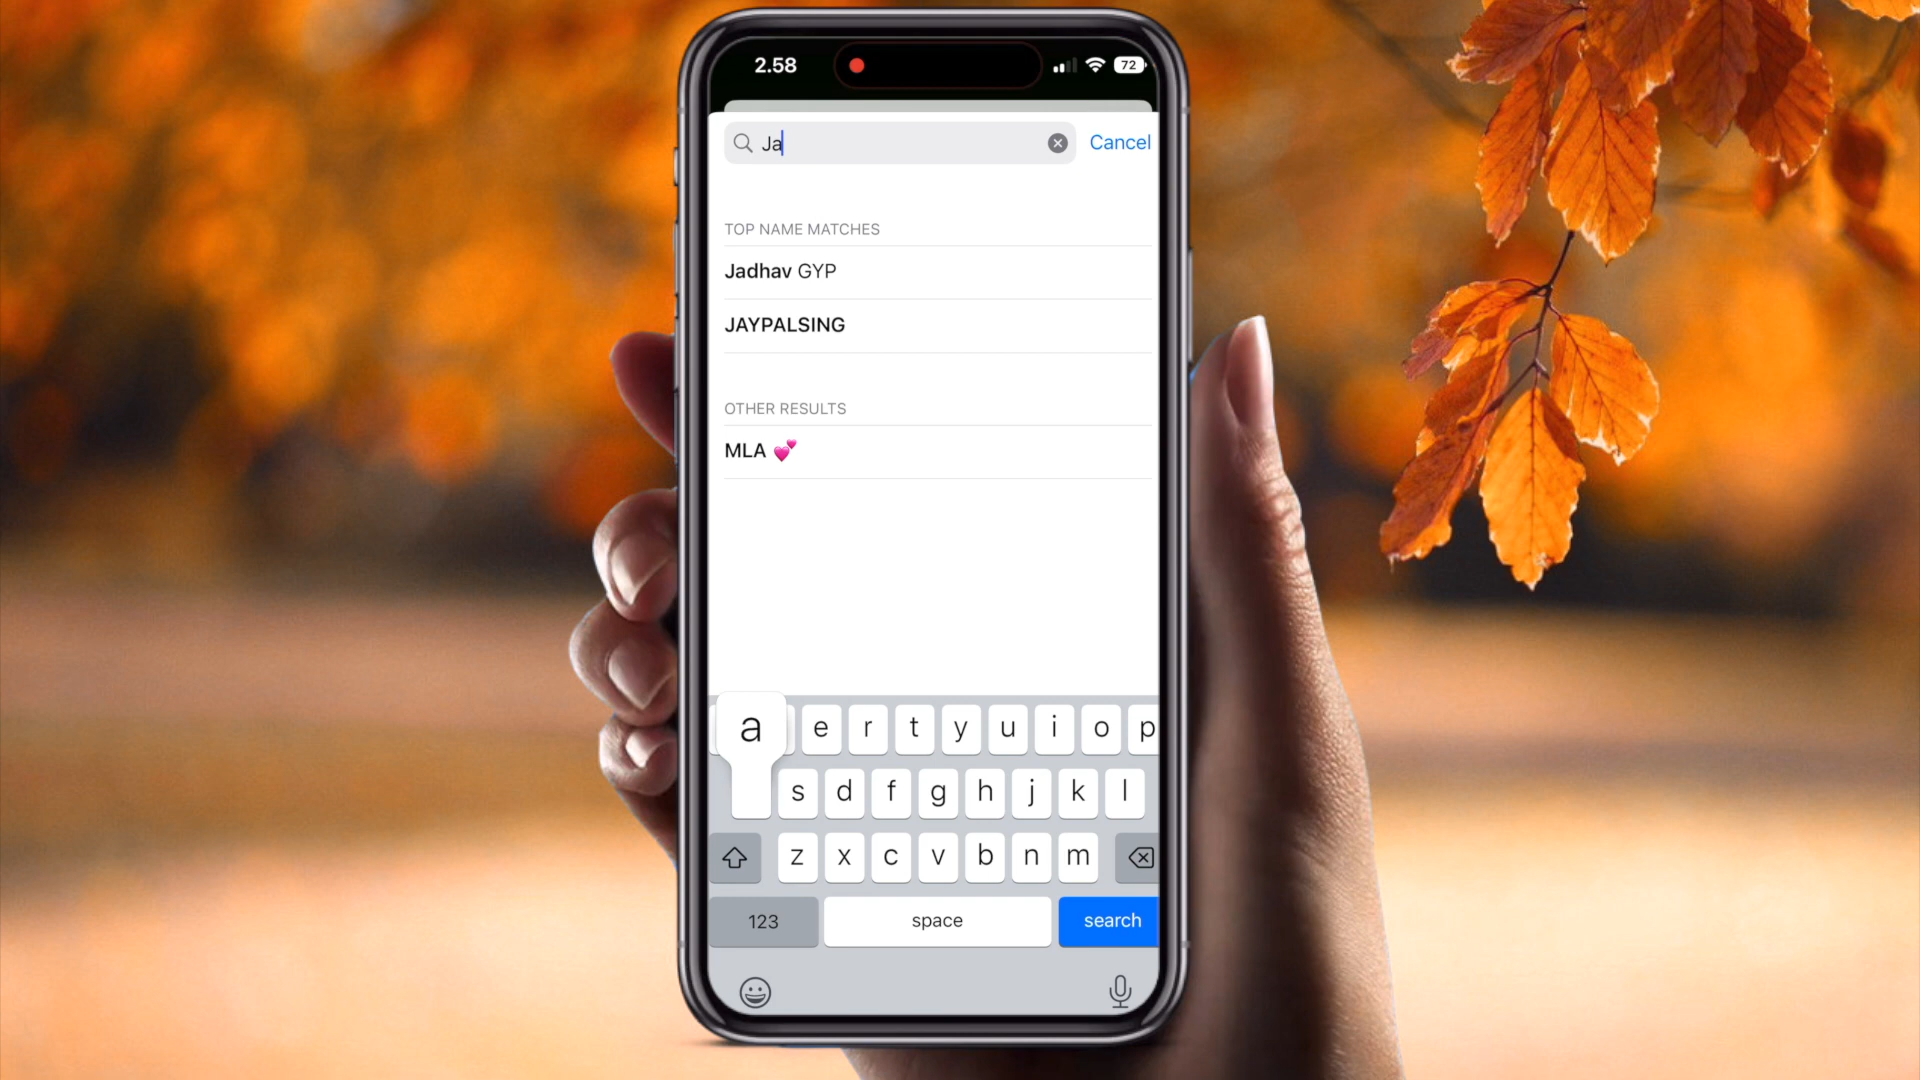 2.58
72
Ja
Cancel
TOP NAME MATCHES
Jadhav GYP
JAYPALSING
OTHER RESULTS
MLA 💕
a e r t y u i o p
s d f g h j k l
z x c v b n m
123 space search